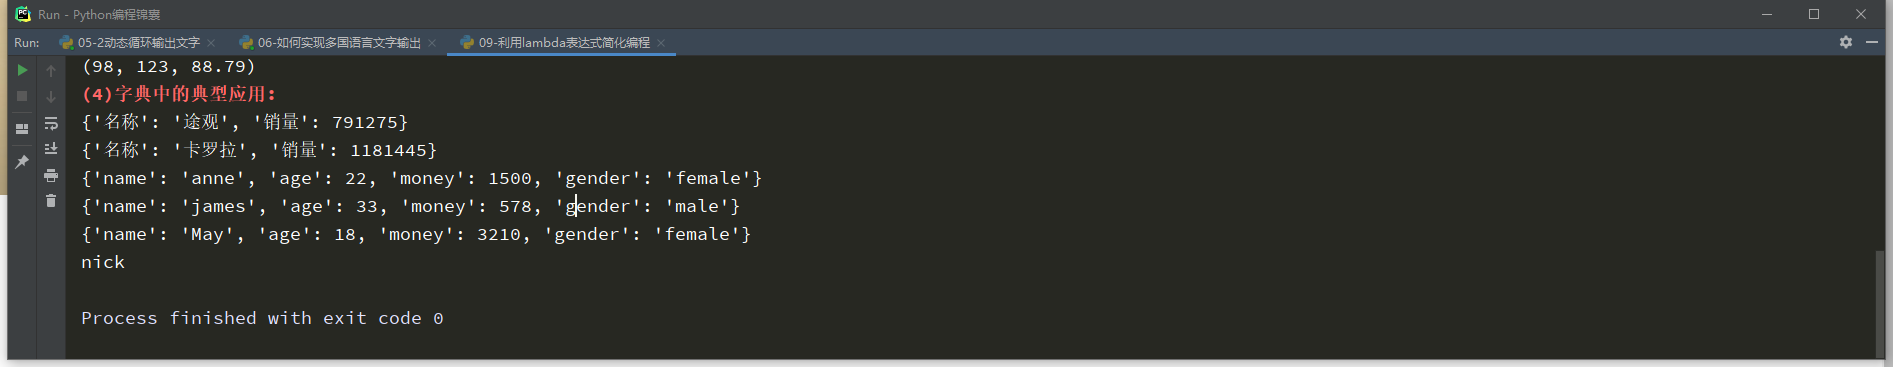 Run - Python编程锦囊
Run: 05-2动态循环输出文字 06-如何实现多国语言文字输出 09-利用lambda表达式简化编程
(98, 123, 88.79)
(4)字典中的典型应用:
{'名称': '途观', '销量': 791275}
{'名称': '卡罗拉', '销量': 1181445}
{'name': 'anne', 'age': 22, 'money': 1500, 'gender': 'female'}
{'name': 'james', 'age': 33, 'money': 578, 'gender': 'male'}
{'name': 'May', 'age': 18, 'money': 3210, 'gender': 'female'}
nick
Process finished with exit code 0